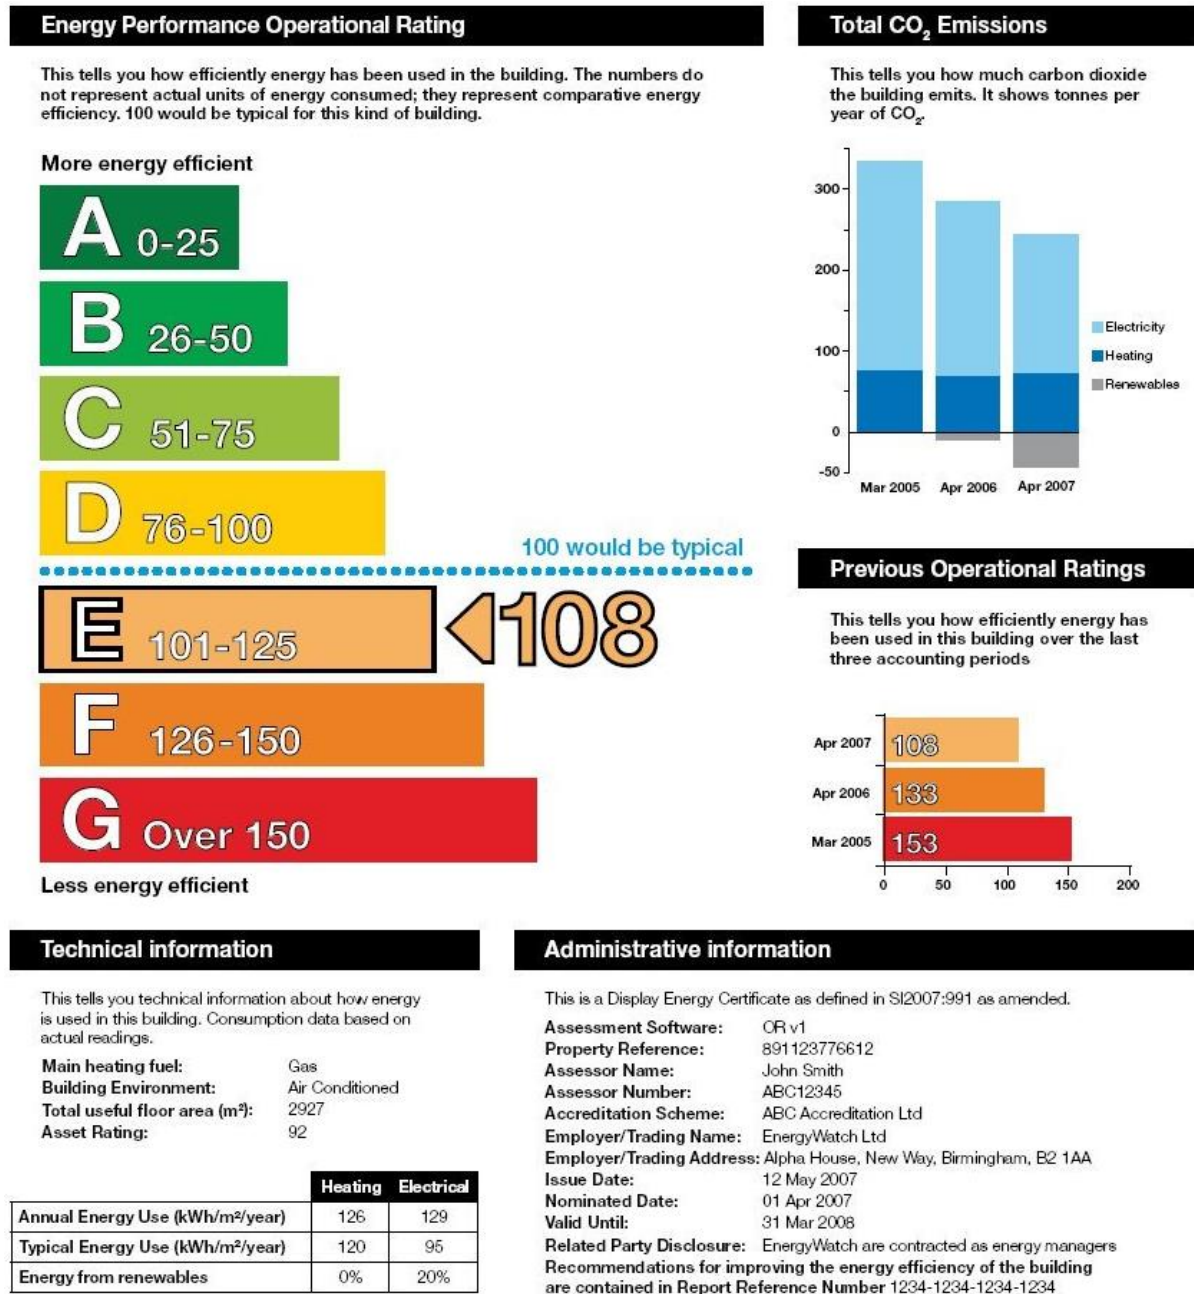 Energy Performance Operational Rating
This tells you how efficiently energy has been used in the building. The numbers do
not represent actual units of energy consumed; they represent comparative energy
efficiency. 100 would be typical for this kind of building.
More energy efficient
A 0-25
B 26-50
C 51-75
D 76-100
100 would be typical
E 101-125
108
F 126-150
G Over 150
Less energy efficient
Total CO₂ Emissions
This tells you how much carbon dioxide
the building emits. It shows tonnes per
year of CO₂.
300
200
100
0
-50
Mar 2005 Apr 2006 Apr 2007
Electricity
Heating
Renewables
Previous Operational Ratings
This tells you how efficiently energy has
been used in this building over the last
three accounting periods
Apr 2007 108
Apr 2006 133
Mar 2005 153
0 50 100 150 200
Technical information
This tells you technical information about how energy
is used in this building. Consumption data based on
actual readings.
Main heating fuel: Gas
Building Environment: Air Conditioned
Total useful floor area (m²): 2927
Asset Rating: 92
Heating Electrical
Annual Energy Use (kWh/m²/year) 126 129
Typical Energy Use (kWh/m²/year) 120 95
Energy from renewables 0% 20%
Administrative information
This is a Display Energy Certificate as defined in SI2007:991 as amended.
Assessment Software: OR v1
Property Reference: 891123776612
Assessor Name: John Smith
Assessor Number: ABC12345
Accreditation Scheme: ABC Accreditation Ltd
Employer/Trading Name: EnergyWatch Ltd
Employer/Trading Address: Alpha House, New Way, Birmingham, B2 1AA
Issue Date: 12 May 2007
Nominated Date: 01 Apr 2007
Valid Until: 31 Mar 2008
Related Party Disclosure: EnergyWatch are contracted as energy managers
Recommendations for improving the energy efficiency of the building
are contained in Report Reference Number 1234-1234-1234-1234